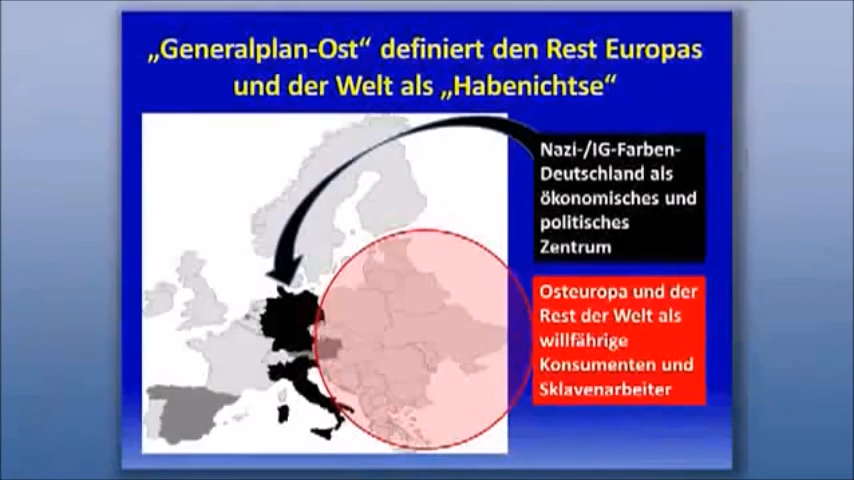 „Generalplan-Ost“ definiert den Rest Europas
und der Welt als „Habenichtse“
Nazi-/IG-Farben-
Deutschland als
ökonomisches und
politisches
Zentrum
Osteuropa und der
Rest der Welt als
willfährige
Konsumenten und
Sklavenarbeiter